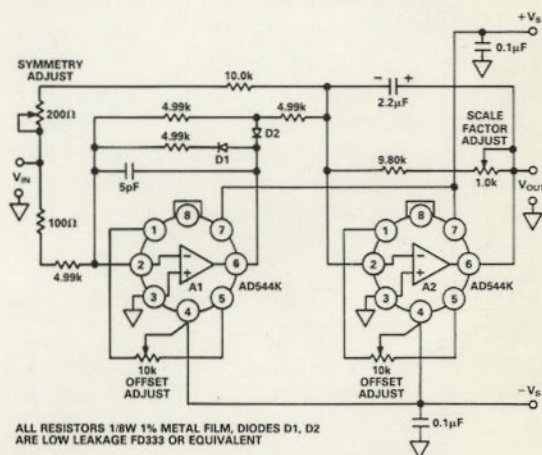 +VS
0.1µF
SYMMETRY
ADJUST
10.0k
− +
2.2µF
200Ω
4.99k
4.99k
D2
4.99k
D1
SCALE
FACTOR
ADJUST
9.80k
1.0k
VIN
5pF
VOUT
100Ω
4.99k
8
1
7
2
6
3
5
4
− +
A1
AD544K
8
1
7
2
6
3
5
4
− +
A2
AD544K
10k
OFFSET
ADJUST
10k
OFFSET
ADJUST
−VS
0.1µF
ALL RESISTORS 1/8W 1% METAL FILM, DIODES D1, D2
ARE LOW LEAKAGE FD333 OR EQUIVALENT